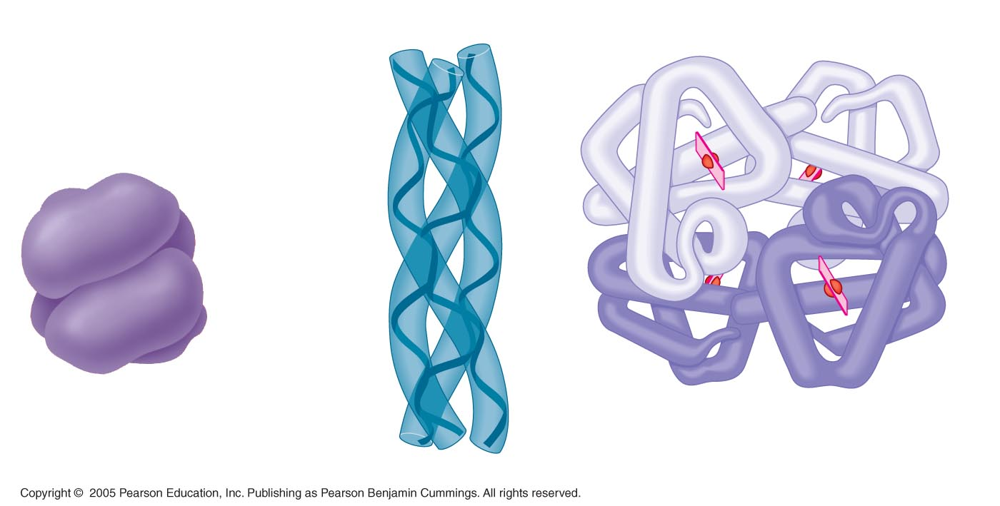 Copyright © 2005 Pearson Education, Inc. Publishing as Pearson Benjamin Cummings. All rights reserved.